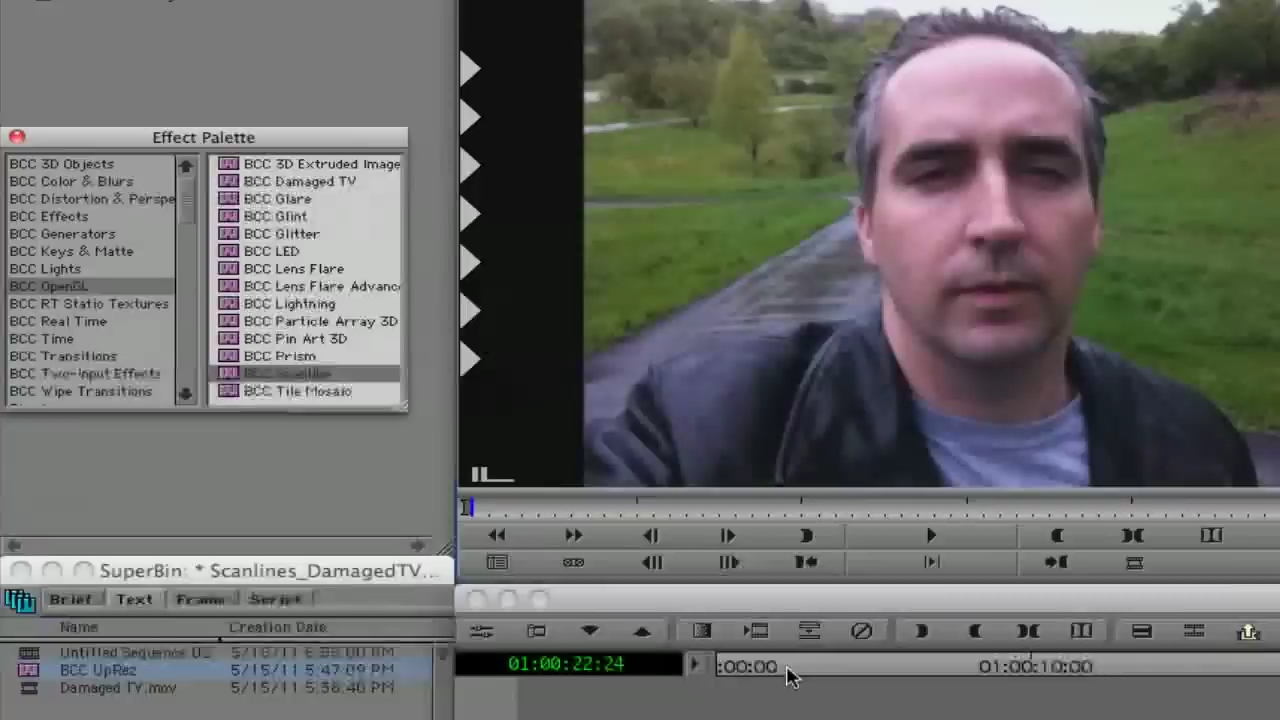 Effect Palette
BCC 3D Objects
BCC Color & Blurs
BCC Distortion & Perspe
BCC Effects
BCC Generators
BCC Keys & Matte
BCC Lights
BCC OpenGL
BCC RT Static Textures
BCC Real Time
BCC Time
BCC Transitions
BCC Two-Input Effects
BCC Wipe Transitions
BCC 3D Extruded Image
BCC Damaged TV
BCC Glare
BCC Glint
BCC Glitter
BCC LED
BCC Lens Flare
BCC Lens Flare Advanc
BCC Lightning
BCC Particle Array 3D
BCC Pin Art 3D
BCC Prism
BCC Scanline
BCC Tile Mosaic
SuperBin: * Scanlines_DamagedTV...
Brief Text Frame Script
Name Creation Date
Untitled Sequence 0...
BCC UpRez 5/15/11 5:47:09 PM
Damaged TV.mov 5/15/11 5:38:40 PM
01:00:22:24
:00:00 01:00:10:00